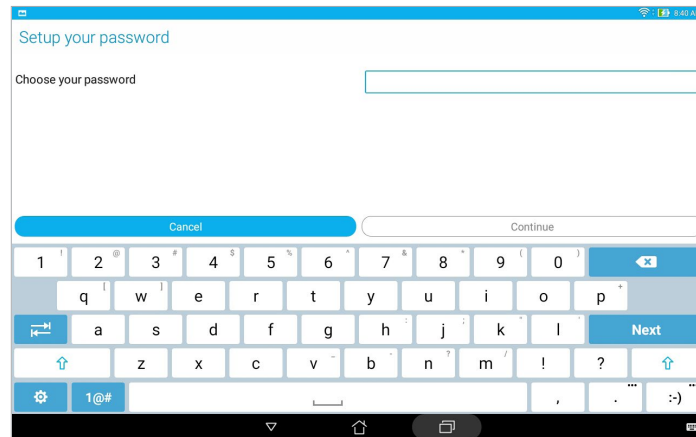 8:40 A
Setup your password
Choose your password
Cancel
Continue
1 ! 2 @ 3 # 4 $ 5 % 6 ^ 7 & 8 * 9 ( 0 )
q [ w ] e r t y u i o p +
a s d f g h : j ; k " l ' Next
z x c v - b - n ? m / ! ?
1@# , . :-)